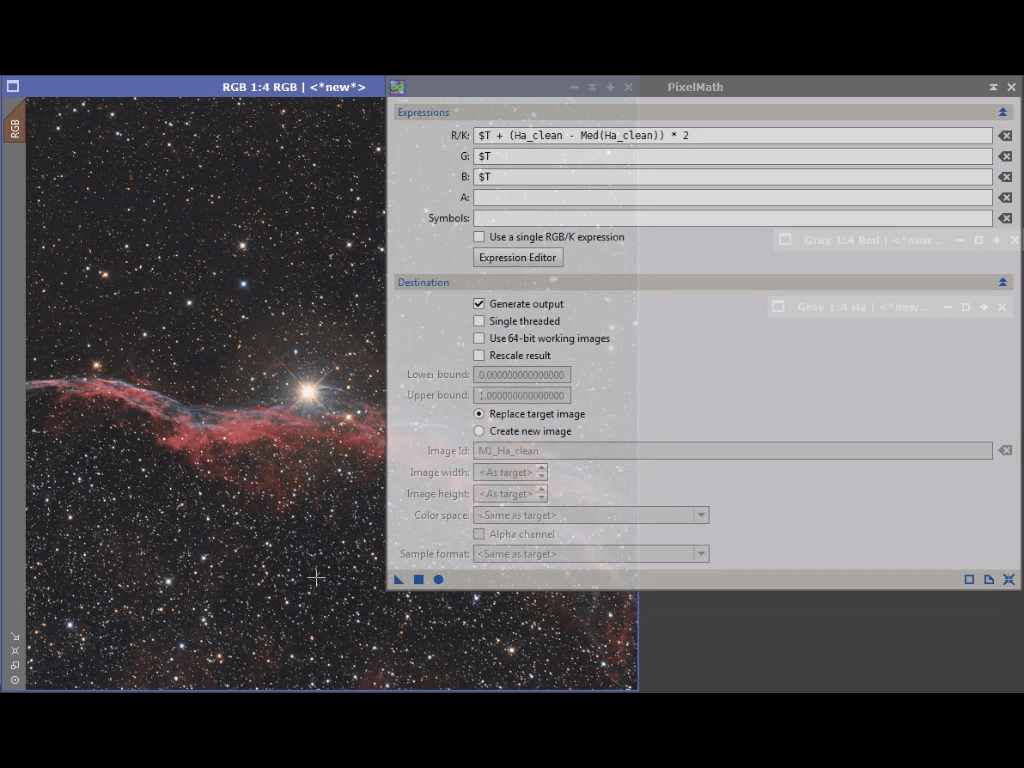 RGB 1:4 RGB | <*new*>
PixelMath
RGB
Expressions
R/K: $T + (Ha_clean - Med(Ha_clean)) * 2
G: $T
B: $T
A:
Symbols:
Use a single RGB/K expression
Gray 1:4 Red | <*new...
Expression Editor
Destination
Generate output
Gray 1:4 Ha | <*new...
Single threaded
Use 64-bit working images
Rescale result
Lower bound: 0.000000000000000
Upper bound: 1.000000000000000
Replace target image
Create new image
Image Id: M1_Ha_clean
Image width: <As target>
Image height: <As target>
Color space: <Same as target>
Alpha channel
Sample format: <Same as target>